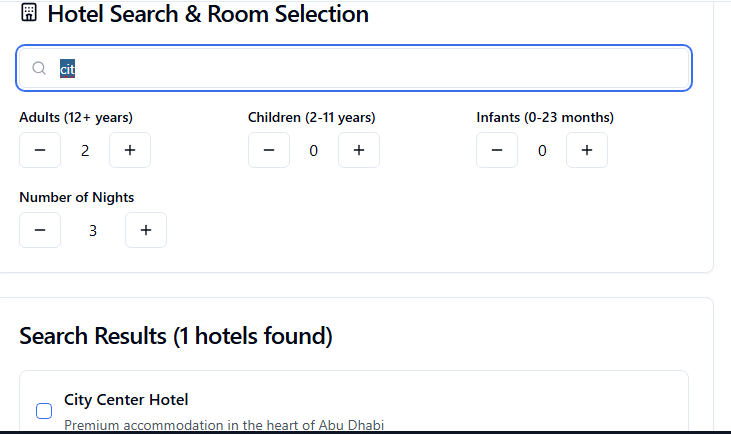 Hotel Search & Room Selection
cit
Adults (12+ years) Children (2-11 years) Infants (0-23 months)
− 2 + − 0 + − 0 +
Number of Nights
− 3 +
Search Results (1 hotels found)
City Center Hotel
Premium accommodation in the heart of Abu Dhabi